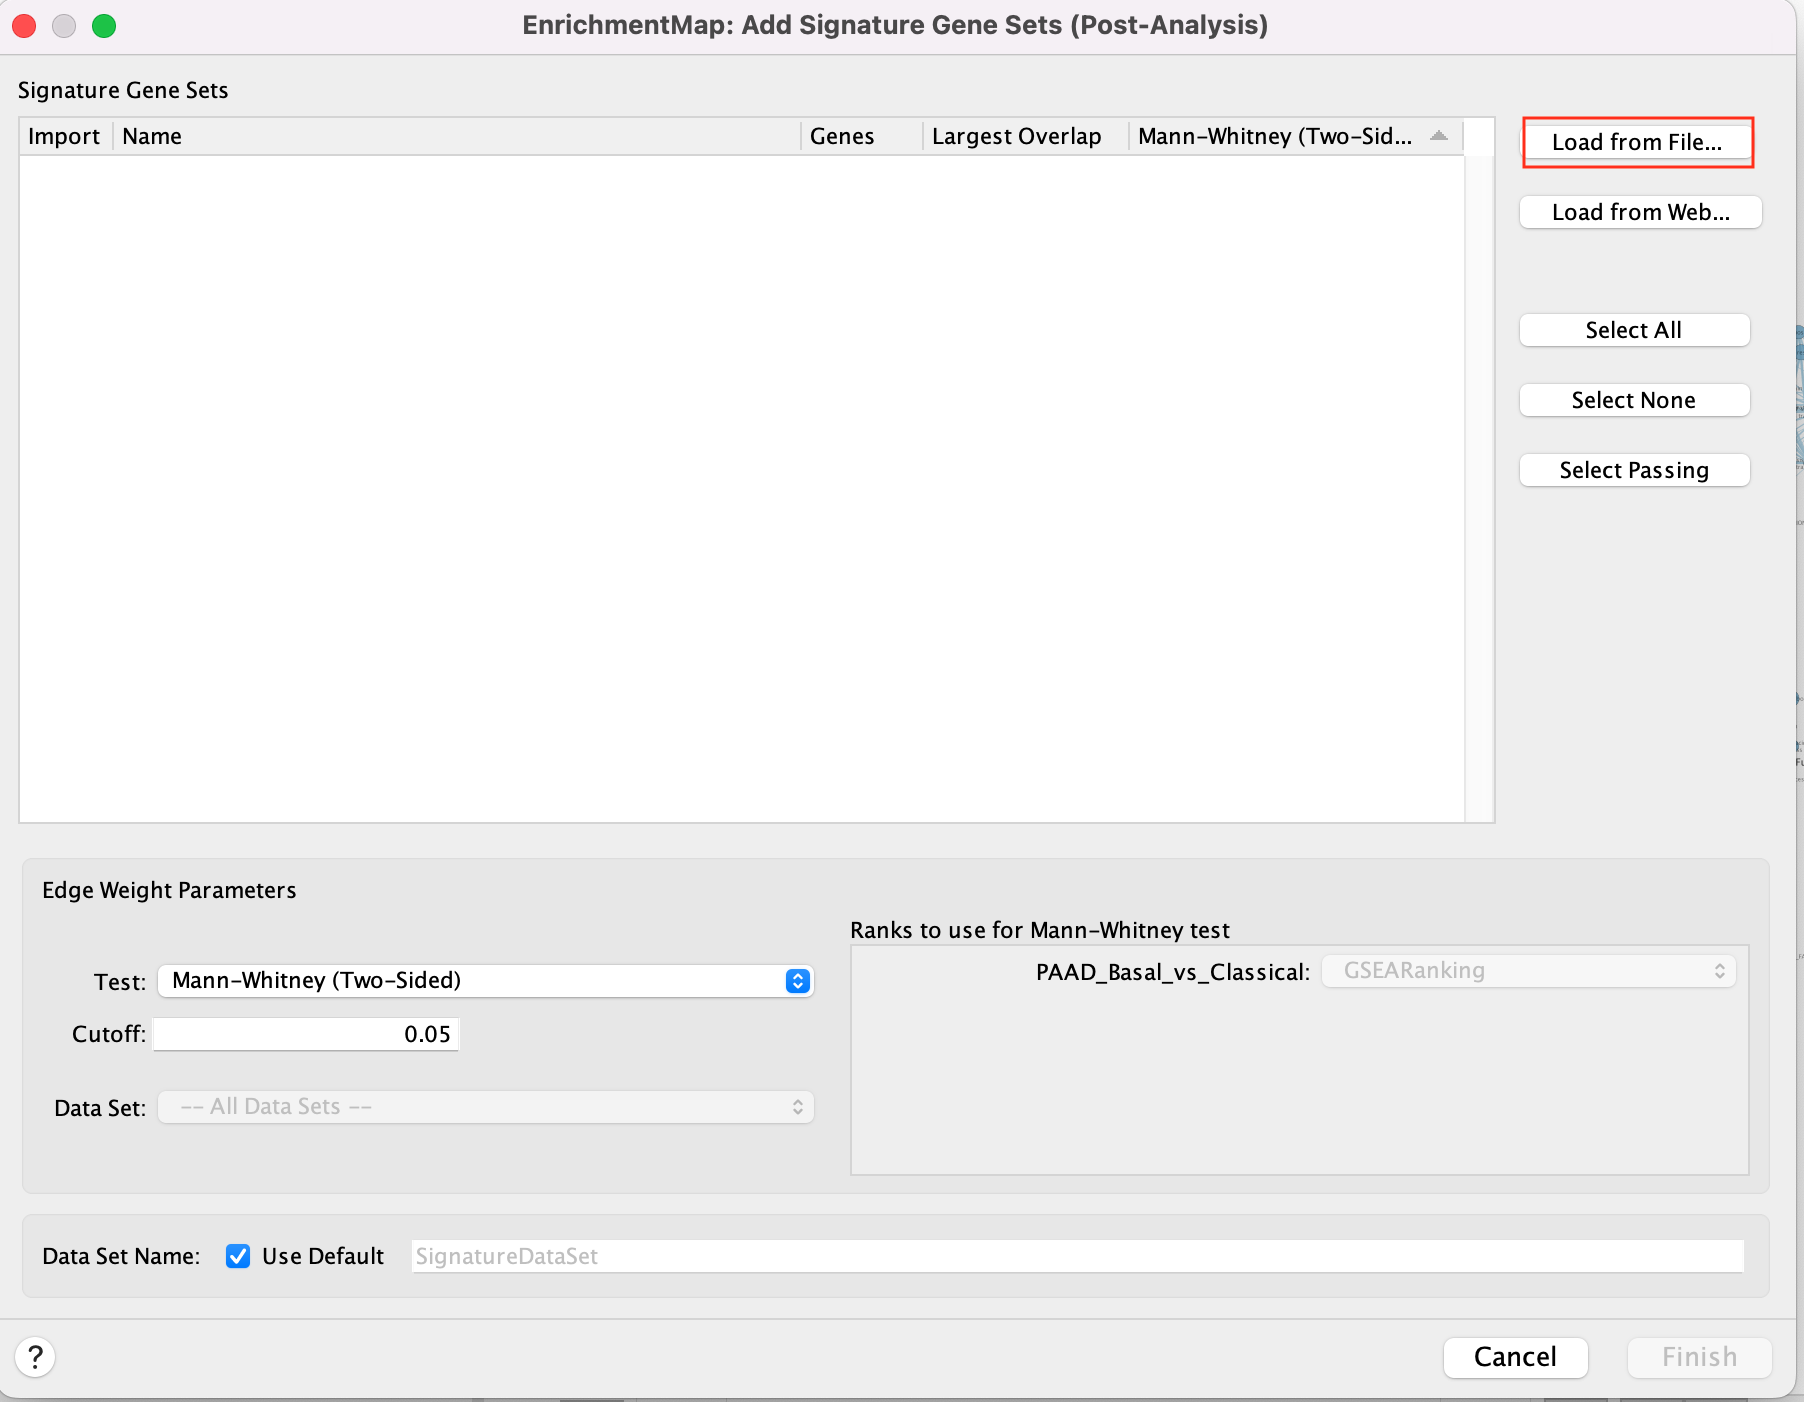 EnrichmentMap: Add Signature Gene Sets (Post-Analysis)
Signature Gene Sets
Import Name Genes Largest Overlap Mann-Whitney (Two-Sid...
Load from File...
Load from Web...
Select All
Select None
Select Passing
Edge Weight Parameters
Test: Mann-Whitney (Two-Sided)
Cutoff: 0.05
Data Set: -- All Data Sets --
Ranks to use for Mann-Whitney test
PAAD_Basal_vs_Classical: GSEARanking
Data Set Name: Use Default SignatureDataSet
? Cancel Finish